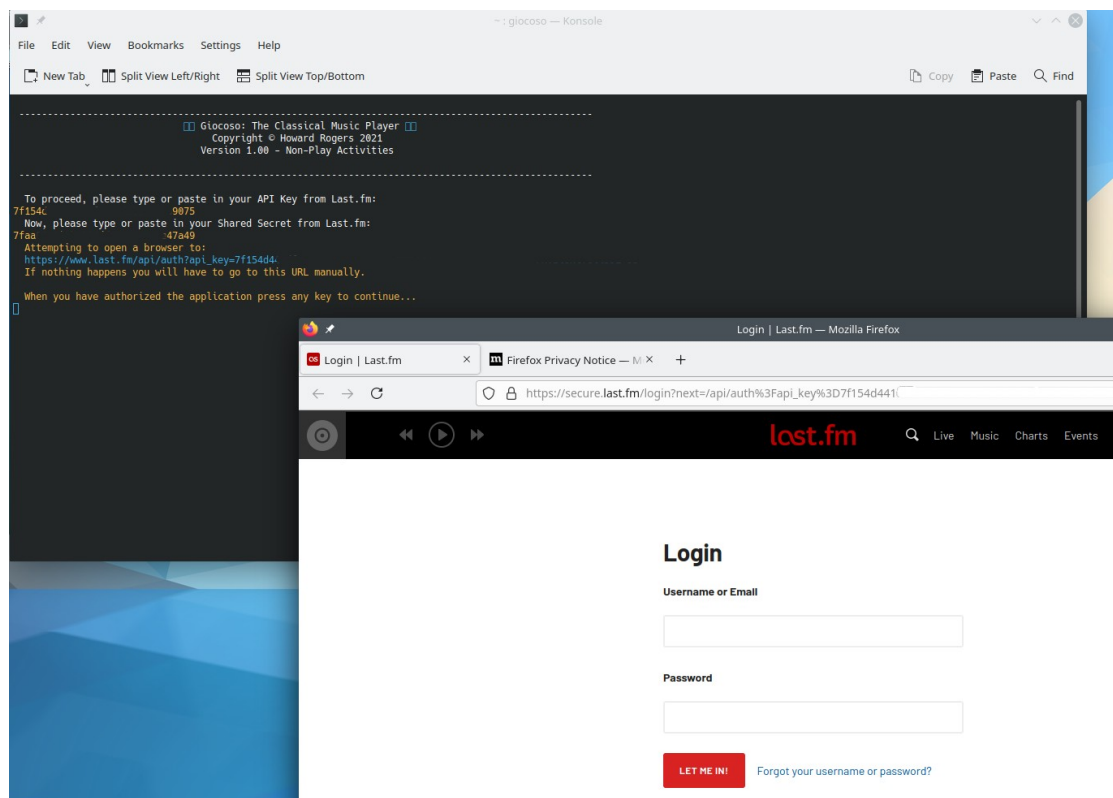 ~ : giocoso — Konsole
File Edit View Bookmarks Settings Help
New Tab Split View Left/Right Split View Top/Bottom Copy Paste Find
Giocoso: The Classical Music Player
Copyright © Howard Rogers 2021
Version 1.00 - Non-Play Activities
To proceed, please type or paste in your API Key from Last.fm:
7f154c 9075
Now, please type or paste in your Shared Secret from Last.fm:
7faa 47a49
Attempting to open a browser to:
https://www.last.fm/api/auth?api_key=7f154d4
If nothing happens you will have to go to this URL manually.
When you have authorized the application press any key to continue...
Login | Last.fm — Mozilla Firefox
Login | Last.fm Firefox Privacy Notice — M
https://secure.last.fm/login?next=/api/auth%3Fapi_key%3D7f154d441
last.fm Live Music Charts Events
Login
Username or Email
Password
LET ME IN! Forgot your username or password?